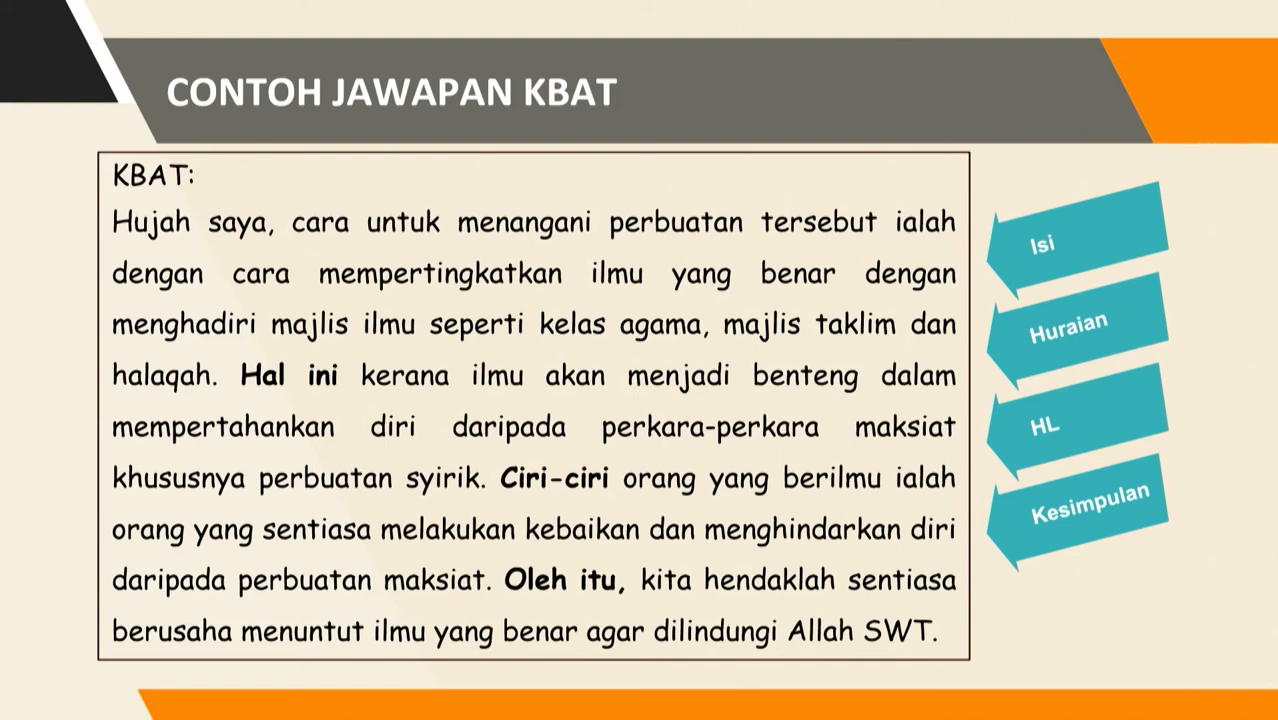 CONTOH JAWAPAN KBAT
KBAT:
Hujah saya, cara untuk menangani perbuatan tersebut ialah
dengan cara mempertingkatkan ilmu yang benar dengan
menghadiri majlis ilmu seperti kelas agama, majlis taklim dan
halaqah. Hal ini kerana ilmu akan menjadi benteng dalam
mempertahankan diri daripada perkara-perkara maksiat
khususnya perbuatan syirik. Ciri-ciri orang yang berilmu ialah
orang yang sentiasa melakukan kebaikan dan menghindarkan diri
daripada perbuatan maksiat. Oleh itu, kita hendaklah sentiasa
berusaha menuntut ilmu yang benar agar dilindungi Allah SWT.
Isi
Huraian
HL
Kesimpulan